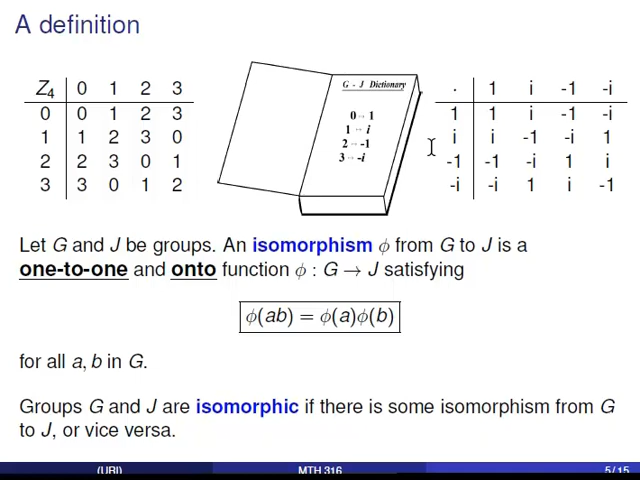 A definition
Z4 0 1 2 3
0 0 1 2 3
1 1 2 3 0
2 2 3 0 1
3 3 0 1 2
G - J Dictionary
0 ↔ 1
1 ↔ i
2 ↔ -1
3 ↔ -i
· 1 i -1 -i
1 1 i -1 -i
i i -1 -i 1
-1 -1 -i 1 i
-i -i 1 i -1
Let G and J be groups. An isomorphism ϕ from G to J is a
one-to-one and onto function ϕ : G → J satisfying
ϕ(ab) = ϕ(a)ϕ(b)
for all a, b in G.
Groups G and J are isomorphic if there is some isomorphism from G
to J, or vice versa.
(URI) MTH 316 5 / 15